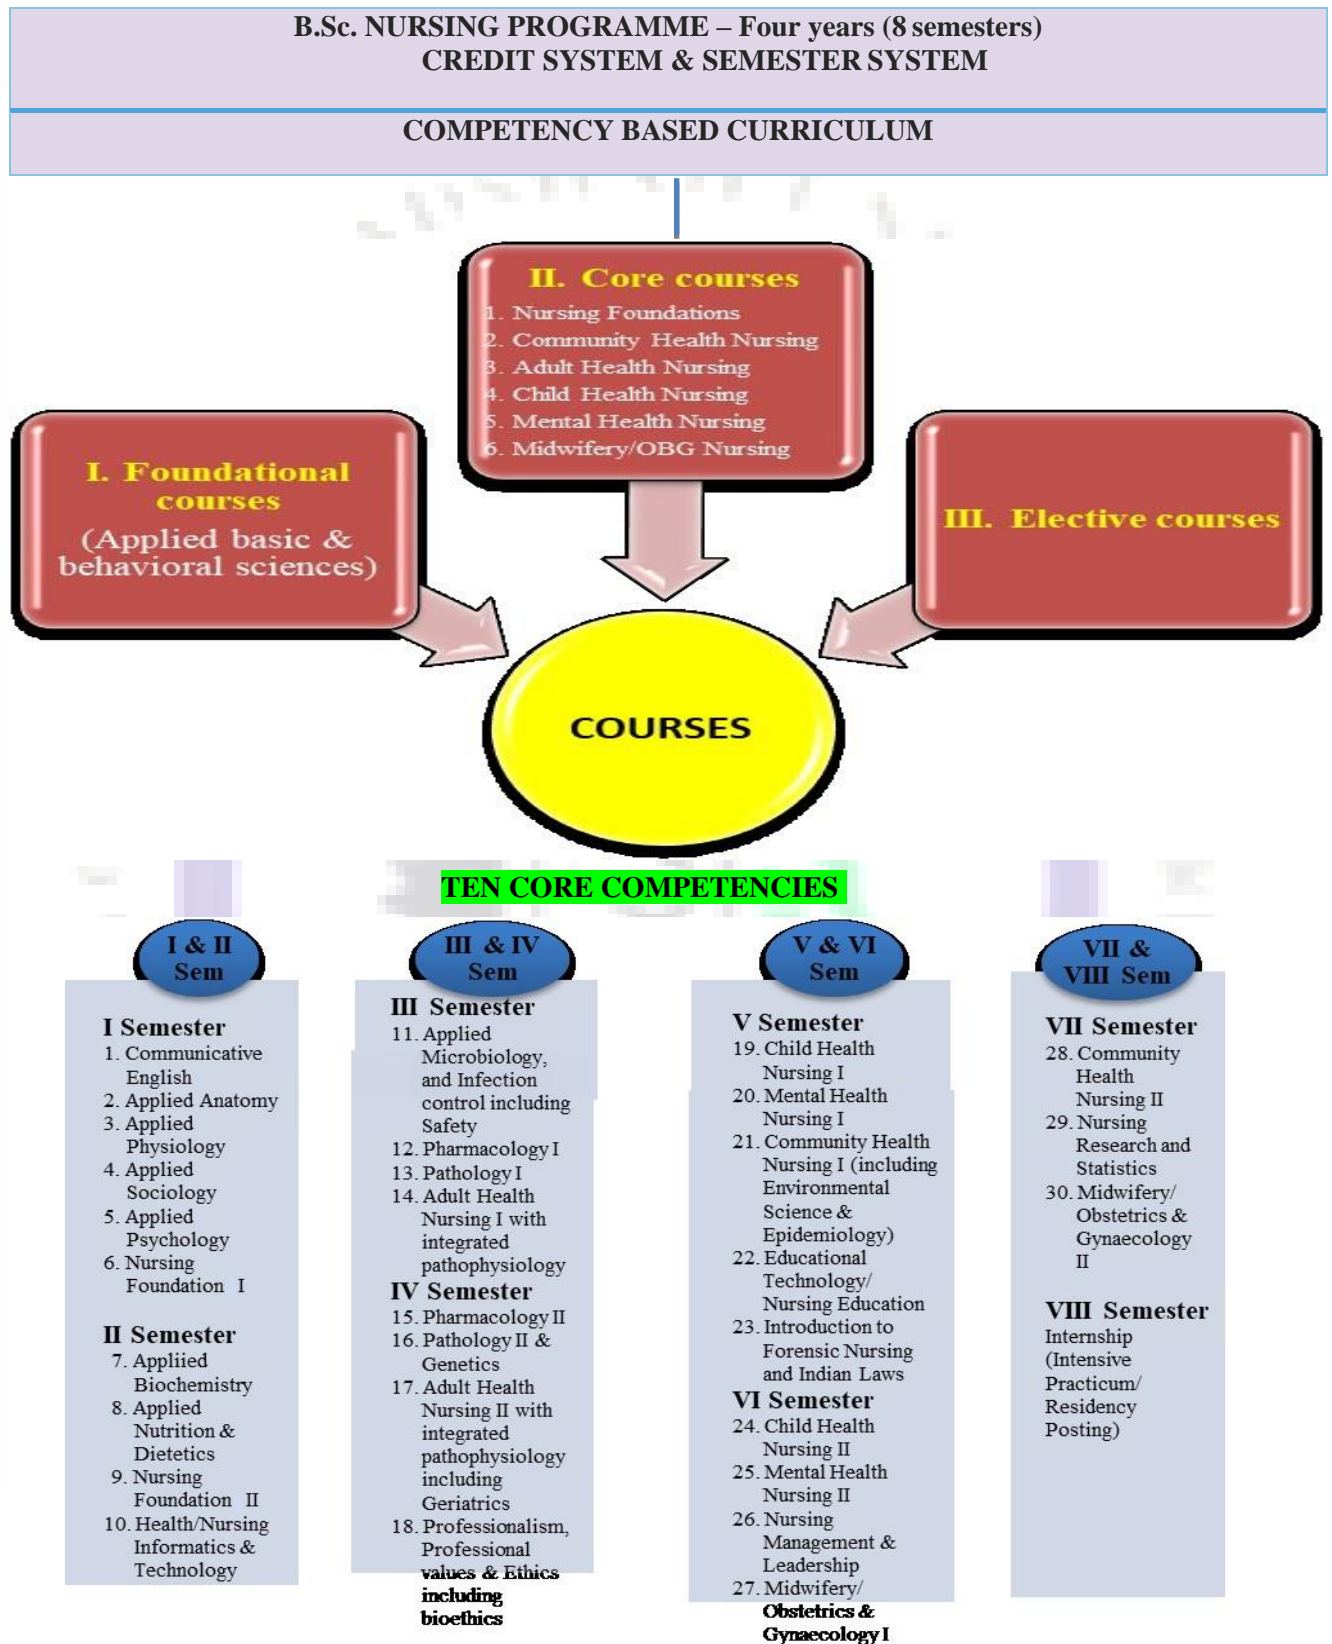 B.Sc. NURSING PROGRAMME – Four years (8 semesters)
CREDIT SYSTEM & SEMESTER SYSTEM
COMPETENCY BASED CURRICULUM
II. Core courses
1. Nursing Foundations
2. Community Health Nursing
3. Adult Health Nursing
4. Child Health Nursing
5. Mental Health Nursing
6. Midwifery/OBG Nursing
I. Foundational
courses
(Applied basic &
behavioral sciences)
III. Elective courses
COURSES
TEN CORE COMPETENCIES
I & II
Sem
I Semester
1. Communicative
English
2. Applied Anatomy
3. Applied
Physiology
4. Applied
Sociology
5. Applied
Psychology
6. Nursing
Foundation I
II Semester
7. Appliied
Biochemistry
8. Applied
Nutrition &
Dietetics
9. Nursing
Foundation II
10. Health/Nursing
Informatics &
Technology
III & IV
Sem
III Semester
11. Applied
Microbiology,
and Infection
control including
Safety
12. Pharmacology I
13. Pathology I
14. Adult Health
Nursing I with
integrated
pathophysiology
IV Semester
15. Pharmacology II
16. Pathology II &
Genetics
17. Adult Health
Nursing II with
integrated
pathophysiology
including
Geriatrics
18. Professionalism,
Professional
values & Ethics
including
bioethics
V & VI
Sem
V Semester
19. Child Health
Nursing I
20. Mental Health
Nursing I
21. Community Health
Nursing I (including
Environmental
Science &
Epidemiology)
22. Educational
Technology/
Nursing Education
23. Introduction to
Forensic Nursing
and Indian Laws
VI Semester
24. Child Health
Nursing II
25. Mental Health
Nursing II
26. Nursing
Management &
Leadership
27. Midwifery/
Obstetrics &
Gynaecology I
VII &
VIII Sem
VII Semester
28. Community
Health
Nursing II
29. Nursing
Research and
Statistics
30. Midwifery/
Obstetrics &
Gynaecology
II
VIII Semester
Internship
(Intensive
Practicum/
Residency
Posting)